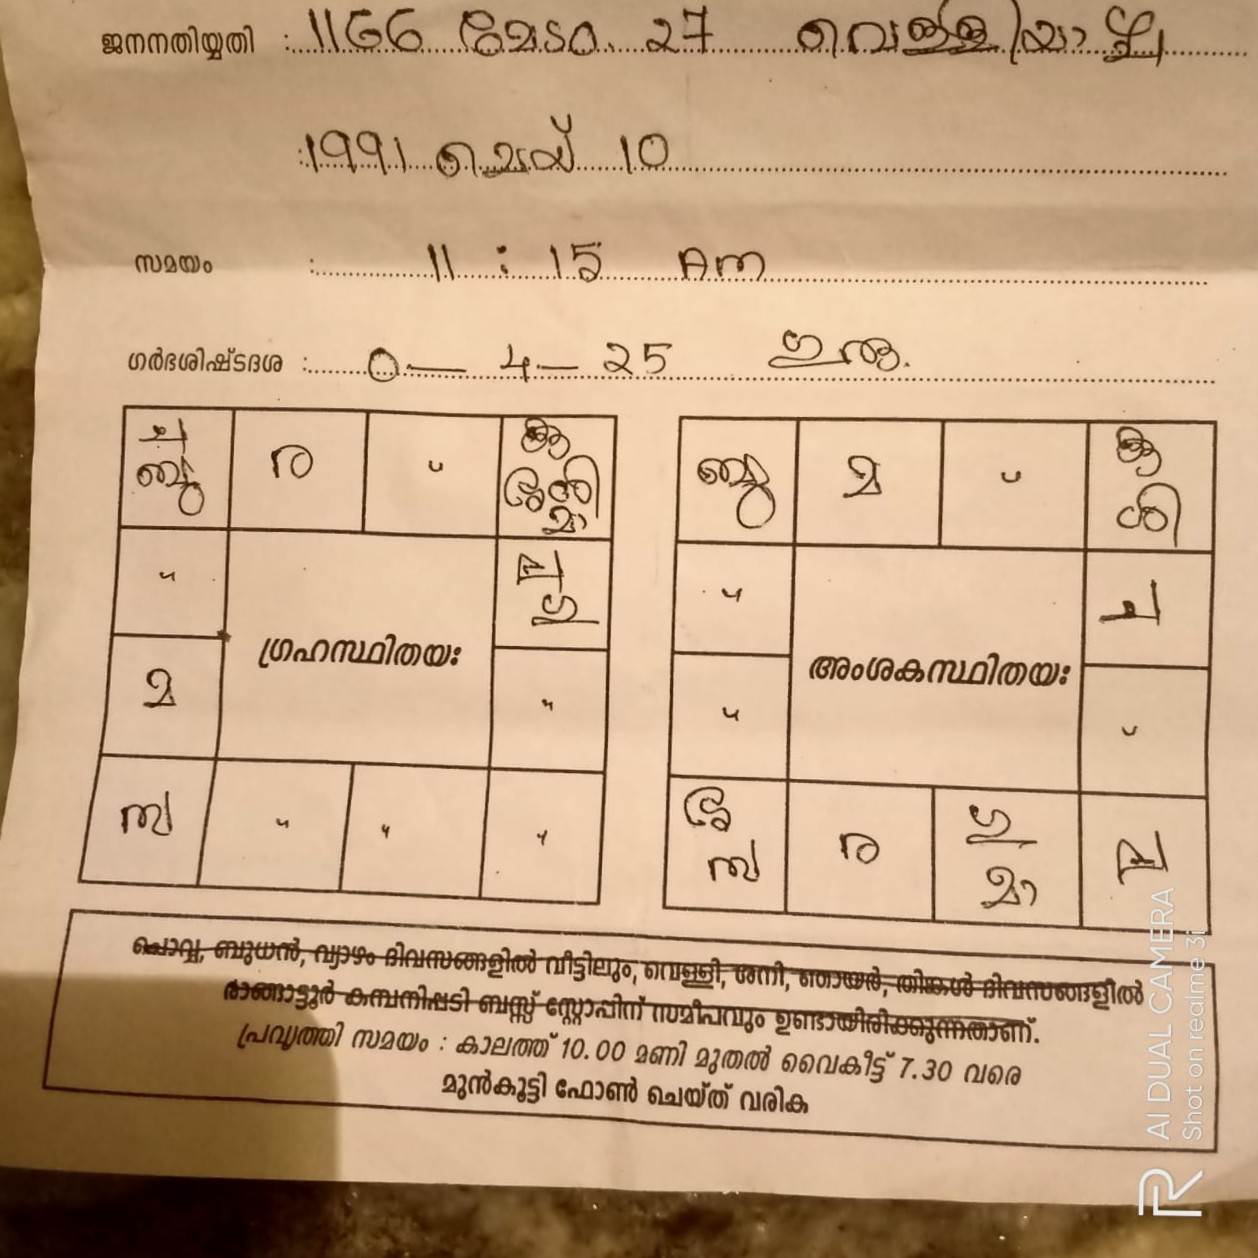 ജനനതിയ്യതി : 1166 മേടം 27 വെള്ളിയാഴ്ച
: 1991 മെയ് 10
സമയം : 11 : 15 Am
ഗർഭശിഷ്ടദശ : 0 — 4 — 25 ഗുരു.
ച ബു ര " ആ ശി ശു മാ
ബു മ " ആ ശി
" ച ഗു
" ച
ഗ്രഹസ്ഥിതയഃ
അംശകസ്ഥിതയഃ
മ "
" "
സ " " "
ശു സ ര ഗു മാ
പൊവ്വ, ബുധൻ, വ്യാഴം ദിവസങ്ങളിൽ വീട്ടിലും, വെള്ളി, ശനി, ഞായർ, തിങ്കൾ ദിവസങ്ങളിൽ
രാങ്ങാട്ടൂർ കമ്പനിപ്പടി ബസ്സ് സ്റ്റോപ്പിന് സമീപവും ഉണ്ടായിരിക്കുന്നതാണ്.
പ്രവൃത്തി സമയം : കാലത്ത് 10.00 മണി മുതൽ വൈകീട്ട് 7.30 വരെ
മുൻകൂട്ടി ഫോൺ ചെയ്ത് വരിക
AI DUAL CAMERA
Shot on realme 3i